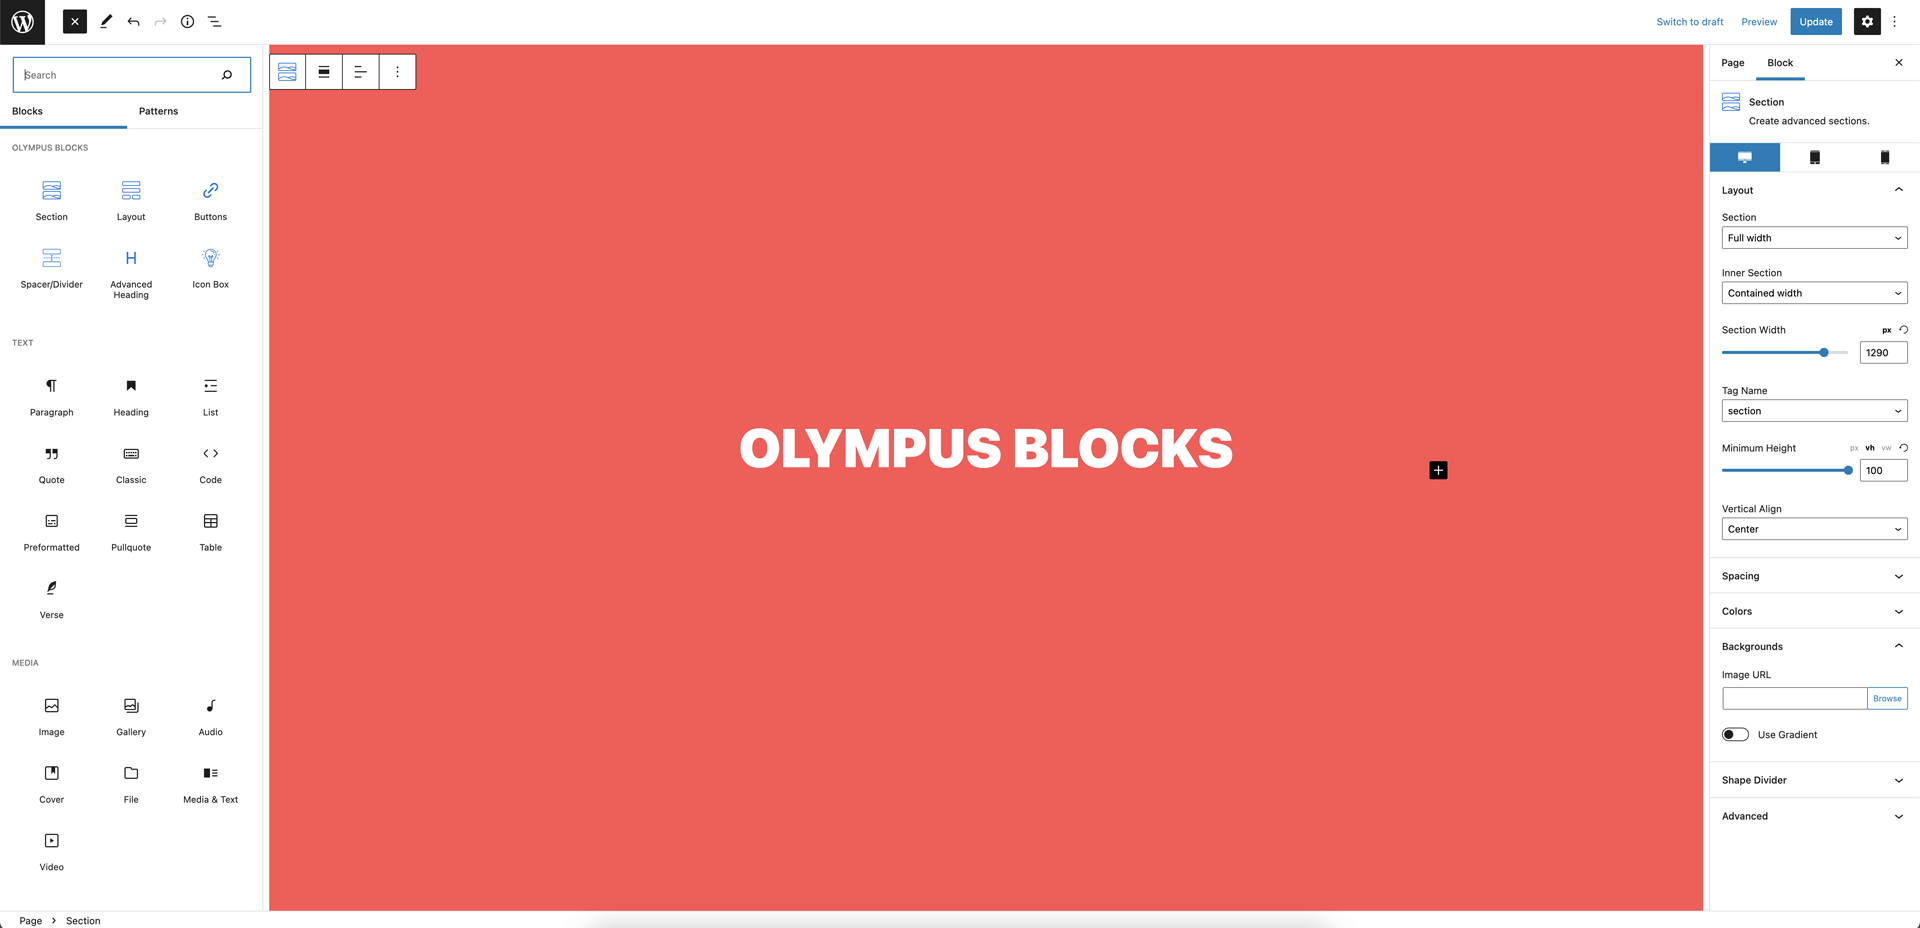 Switch to draft
Preview
Update
Search
Blocks
Patterns
OLYMPUS BLOCKS
Section
Layout
Buttons
Spacer/Divider
Advanced
Heading
Icon Box
TEXT
Paragraph
Heading
List
Quote
Classic
Code
Preformatted
Pullquote
Table
Verse
MEDIA
Image
Gallery
Audio
Cover
File
Media & Text
Video
OLYMPUS BLOCKS
Page
Block
Section
Create advanced sections.
Layout
Section
Full width
Inner Section
Contained width
Section Width
px
1290
Tag Name
section
Minimum Height
px vh vw
100
Vertical Align
Center
Spacing
Colors
Backgrounds
Image URL
Browse
Use Gradient
Shape Divider
Advanced
Page
Section